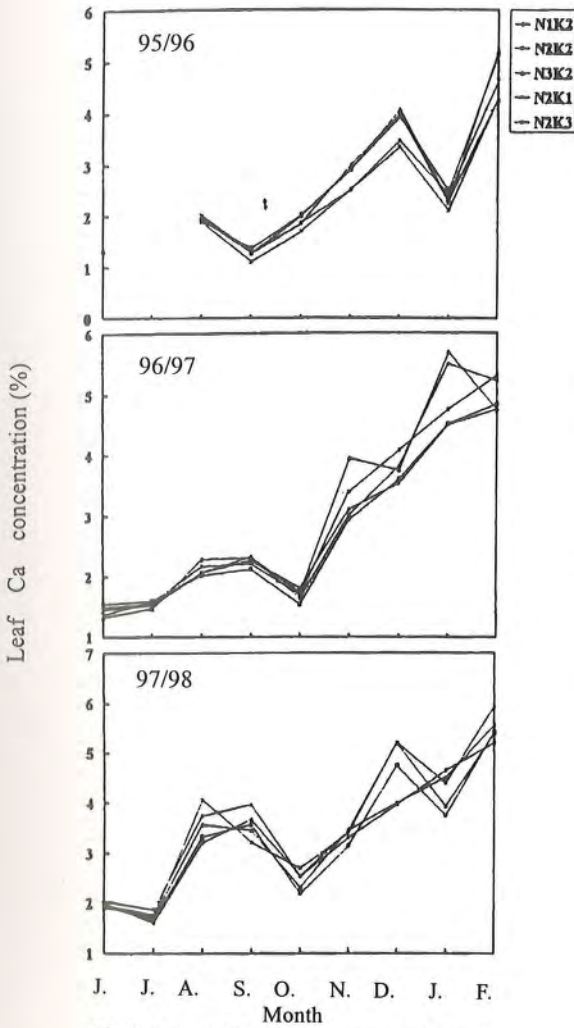 95/96
6
5
4
3
2
1
0
N1K2
N2K2
N3K2
N2K1
N2K3
96/97
6
5
4
3
2
1
97/98
7
6
5
4
3
2
1
Leaf Ca concentration (%)
J. J. A. S. O. N. D. J. F.
Month